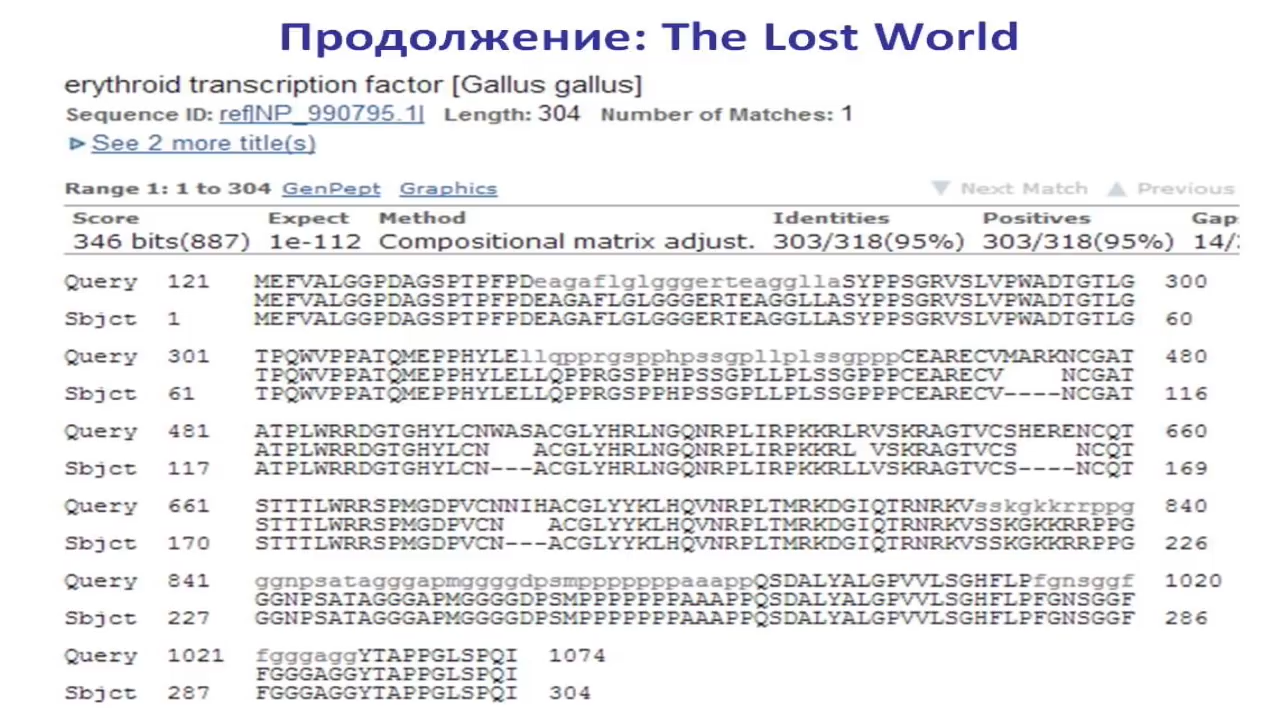 Продолжение: The Lost World
erythroid transcription factor [Gallus gallus]
Sequence ID: ref|NP_990795.1| Length: 304 Number of Matches: 1
See 2 more title(s)
Range 1: 1 to 304 GenPept Graphics Next Match Previous
Score Expect Method Identities Positives Gap
346 bits(887) 1e-112 Compositional matrix adjust. 303/318(95%) 303/318(95%) 14/
Query 121 MEFVALGGPDAGSPTPFPDeagaflglgggerteaggllaSYPPSGRVSLVPWADTGTLG 300
MEFVALGGPDAGSPTPFPDEAGAFLGLGGGERTEAGGLLASYPPSGRVSLVPWADTGTLG
Sbjct 1 MEFVALGGPDAGSPTPFPDEAGAFLGLGGGERTEAGGLLASYPPSGRVSLVPWADTGTLG 60
Query 301 TPQWVPPATQMEPPHYLEllqpprgspphpssgpllplssgpppCEARECVMARKNCGAT 480
TPQWVPPATQMEPPHYLELLQPPRGSPPHPSSGPLLPLSSGPPPCEARECV NCGAT
Sbjct 61 TPQWVPPATQMEPPHYLELLQPPRGSPPHPSSGPLLPLSSGPPPCEARECV----NCGAT 116
Query 481 ATPLWRRDGTGHYLCNWASACGLYHRLNGQNRPLIRPKKRLRVSKRAGTVCSHERENCQT 660
ATPLWRRDGTGHYLCN ACGLYHRLNGQNRPLIRPKKRL VSKRAGTVCS NCQT
Sbjct 117 ATPLWRRDGTGHYLCN---ACGLYHRLNGQNRPLIRPKKRLLVSKRAGTVCS----NCQT 169
Query 661 STTTLWRRSPMGDPVCNNIHACGLYYKLHQVNRPLTMRKDGIQTRNRKVsskgkkrrppg 840
STTTLWRRSPMGDPVCN ACGLYYKLHQVNRPLTMRKDGIQTRNRKVSSKGKKRRPPG
Sbjct 170 STTTLWRRSPMGDPVCN---ACGLYYKLHQVNRPLTMRKDGIQTRNRKVSSKGKKRRPPG 226
Query 841 ggnpsatagggapmggggdpsmpppppppaaappQSDALYALGPVVLSGHFLPfgnsggf 1020
GGNPSATAGGGAPMGGGGDPSMPPPPPPPAAAPPQSDALYALGPVVLSGHFLPFGNSGGF
Sbjct 227 GGNPSATAGGGAPMGGGGDPSMPPPPPPPAAAPPQSDALYALGPVVLSGHFLPFGNSGGF 286
Query 1021 fgggaggYTAPPGLSPQI 1074
FGGGAGGYTAPPGLSPQI
Sbjct 287 FGGGAGGYTAPPGLSPQI 304